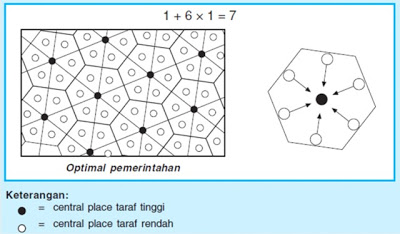 1 + 6 × 1 = 7
Optimal pemerintahan
Keterangan:
= central place taraf tinggi
= central place taraf rendah